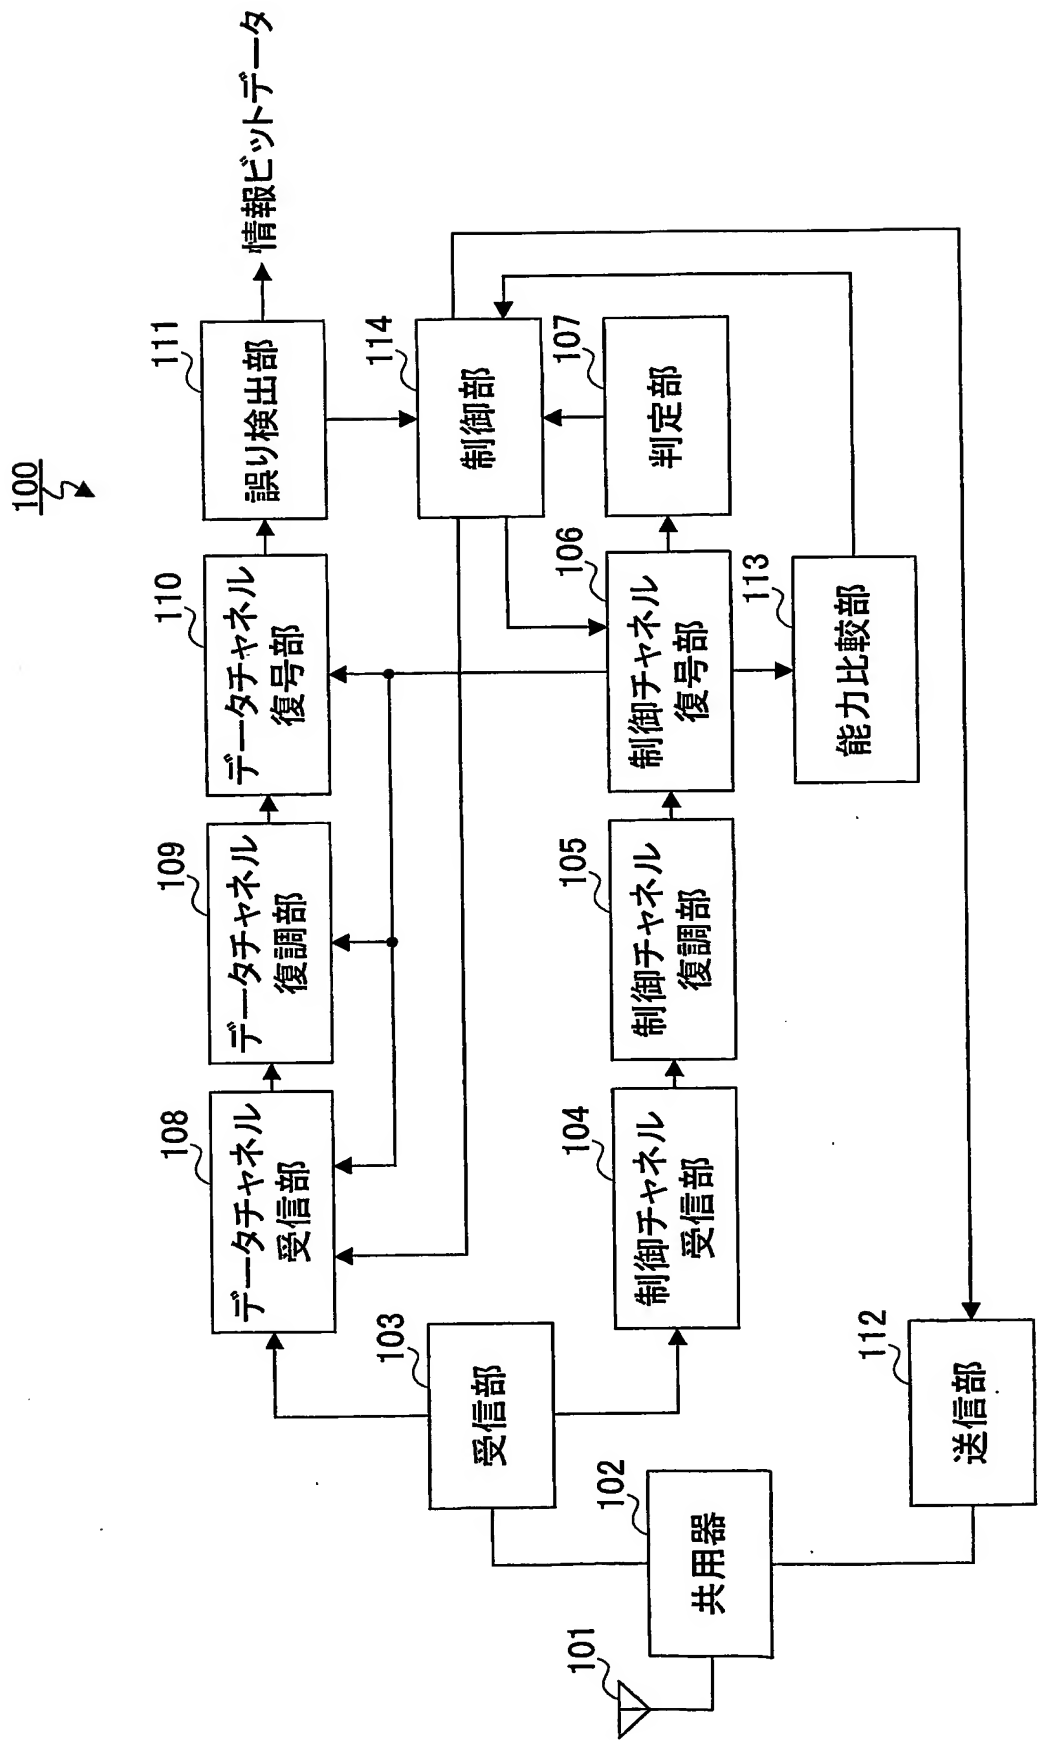 100
101
共用器
102
受信部
103
データチャネル
受信部
108
データチャネル
復調部
109
データチャネル
復号部
110
誤り検出部
111
情報ビットデータ
制御部
114
制御チャネル
受信部
104
制御チャネル
復調部
105
制御チャネル
復号部
106
判定部
107
能力比較部
113
送信部
112